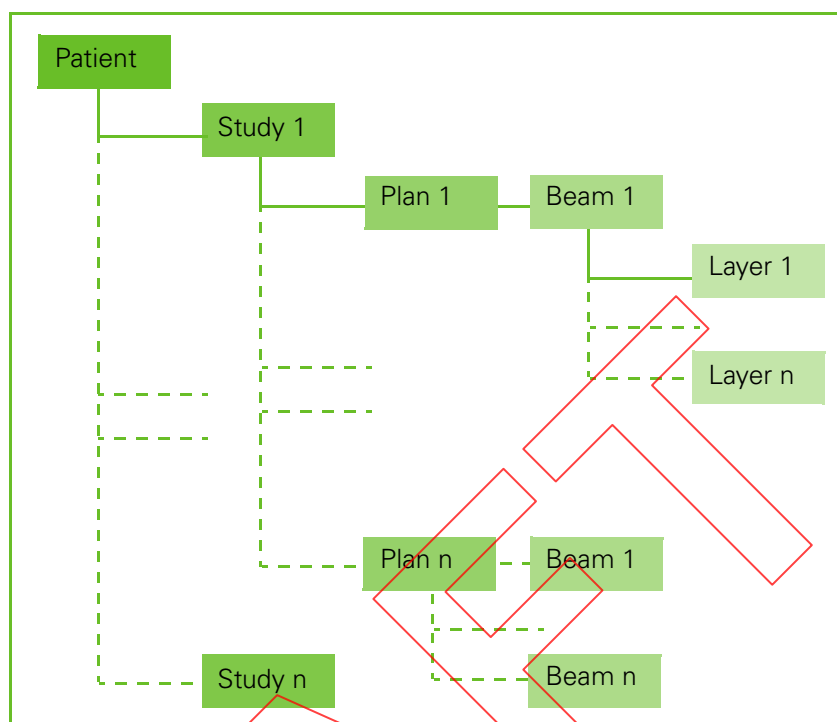 Patient
Study 1
Plan 1
Beam 1
Layer 1
Layer n
Plan n
Beam 1
Study n
Beam n